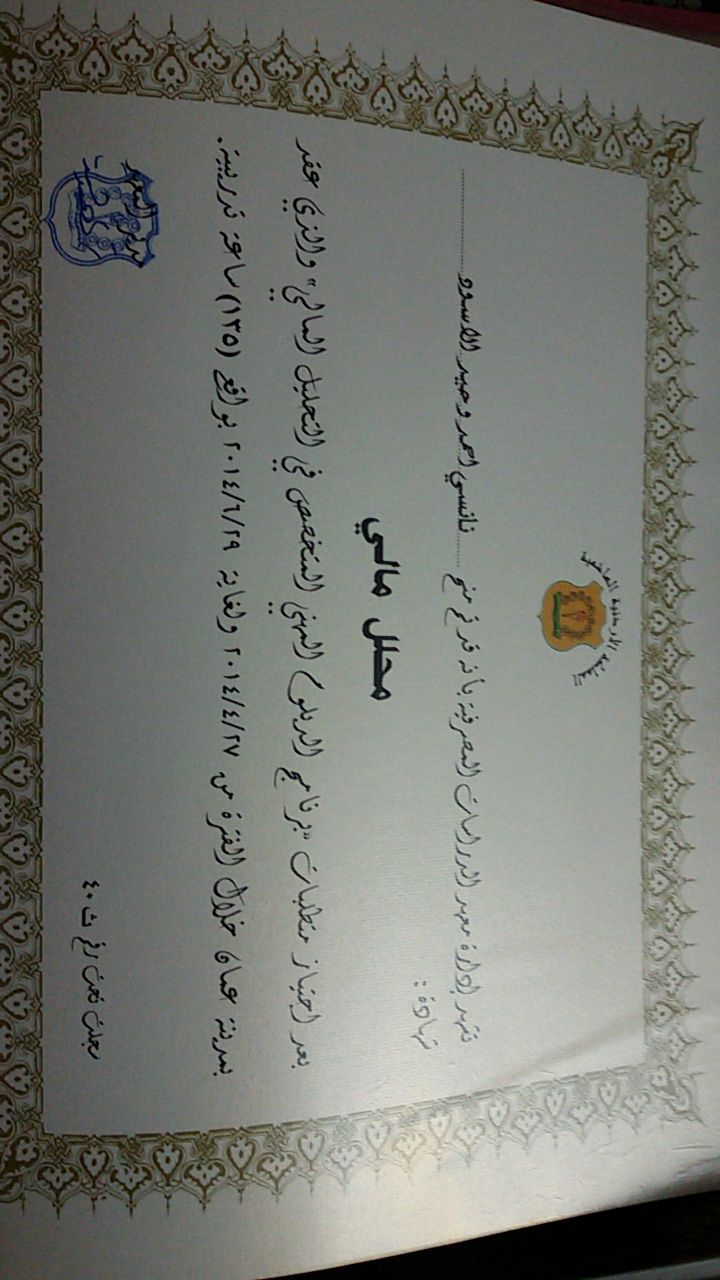 المملكة الأردنية الهاشمية
تشهد إدارة معهد الدراسات المصرفية بأنه قد تم منح ..... نانسي احمد وحيد الاسود .....
شهادة :
محلل مالي
بعد اجتياز متطلبات «برنامج الدبلوم المهني المتخصص في التحليل المالي» والذي عقد
بمدينة عمان خلال الفترة من ٢٠١٤/٤/٢٧ ولغاية ٢٠١٤/٦/٢٩ بواقع (١٣٥) ساعة تدريبية.
مدير المعهد
سجلت تحت رقم ث ٤٠